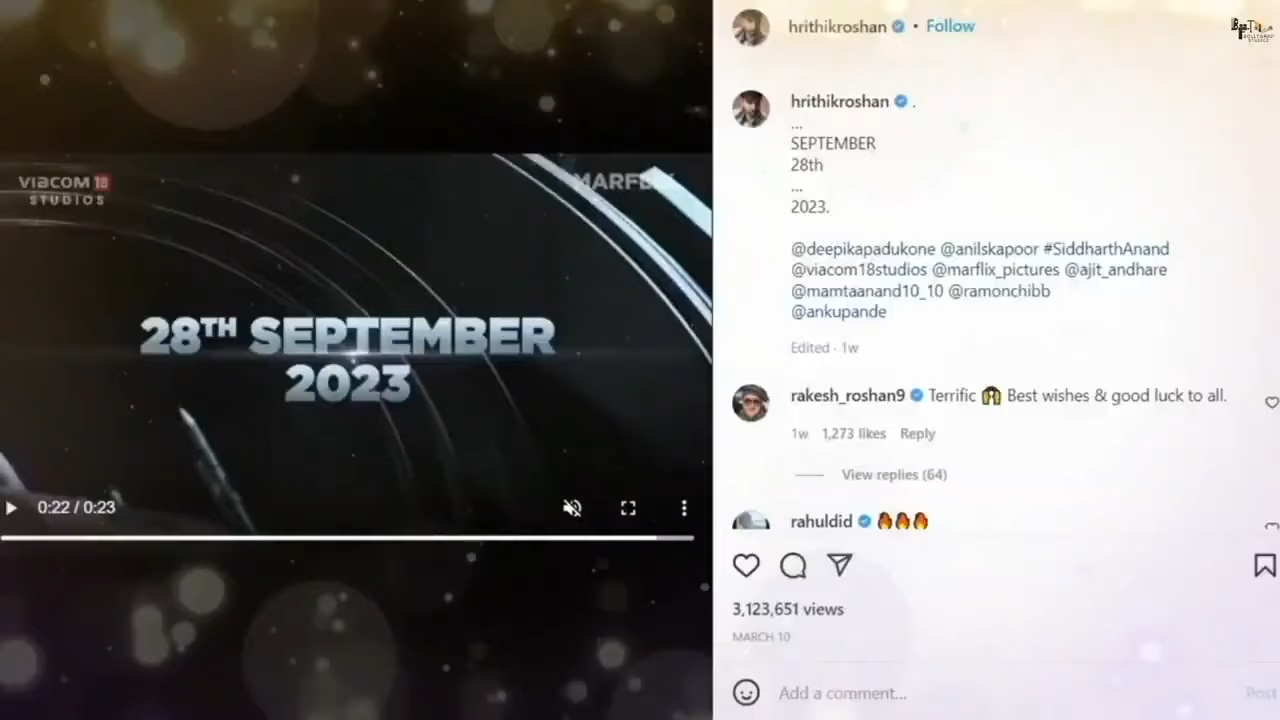 VIACOM 18
STUDIOS
28TH SEPTEMBER
2023
0:22 / 0:23
hrithikroshan • Follow
hrithikroshan .
...
SEPTEMBER
28th
...
2023.
@deepikapadukone @anilskapoor #SiddharthAnand
@viacom18studios @marflix_pictures @ajit_andhare
@mamtaanand10_10 @ramonchibb
@ankupande
Edited · 1w
rakesh_roshan9 Terrific 🙌 Best wishes & good luck to all.
1w 1,273 likes Reply
View replies (64)
rahuldid 🔥🔥🔥
3,123,651 views
MARCH 10
Add a comment...
Post